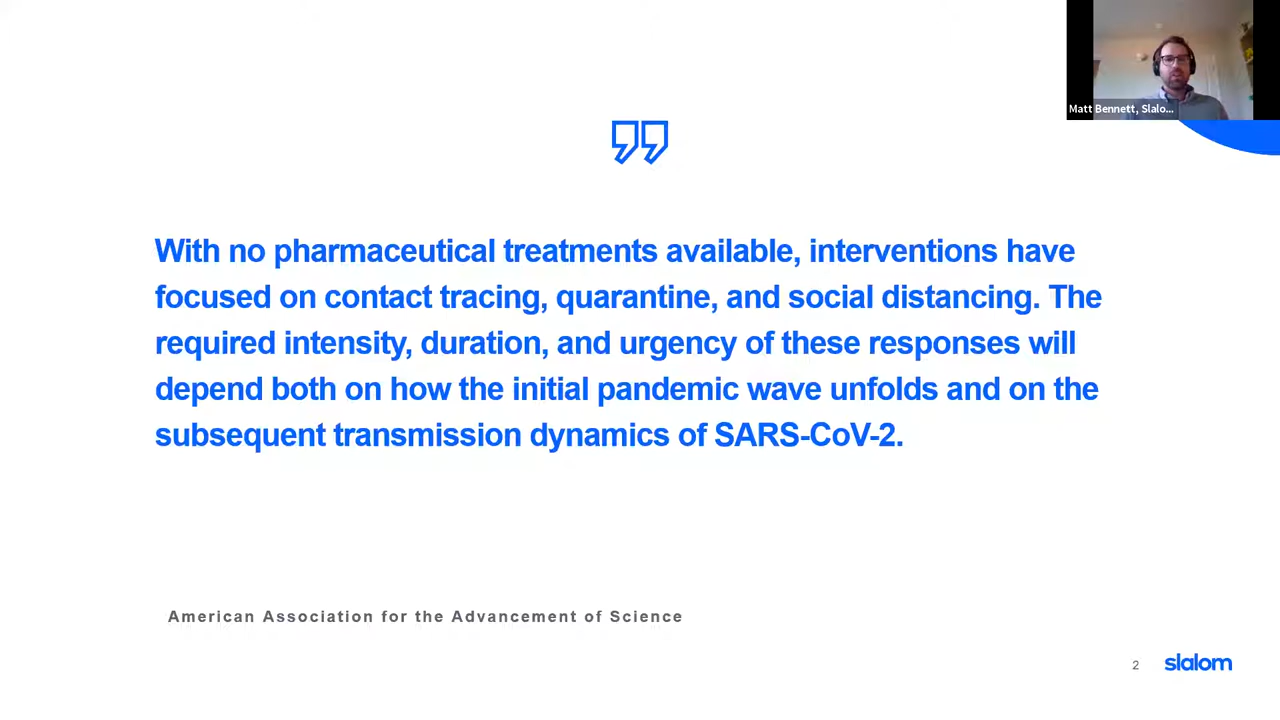 Matt Bennett, Slalo...
With no pharmaceutical treatments available, interventions have
focused on contact tracing, quarantine, and social distancing. The
required intensity, duration, and urgency of these responses will
depend both on how the initial pandemic wave unfolds and on the
subsequent transmission dynamics of SARS-CoV-2.
American Association for the Advancement of Science
2
slalom